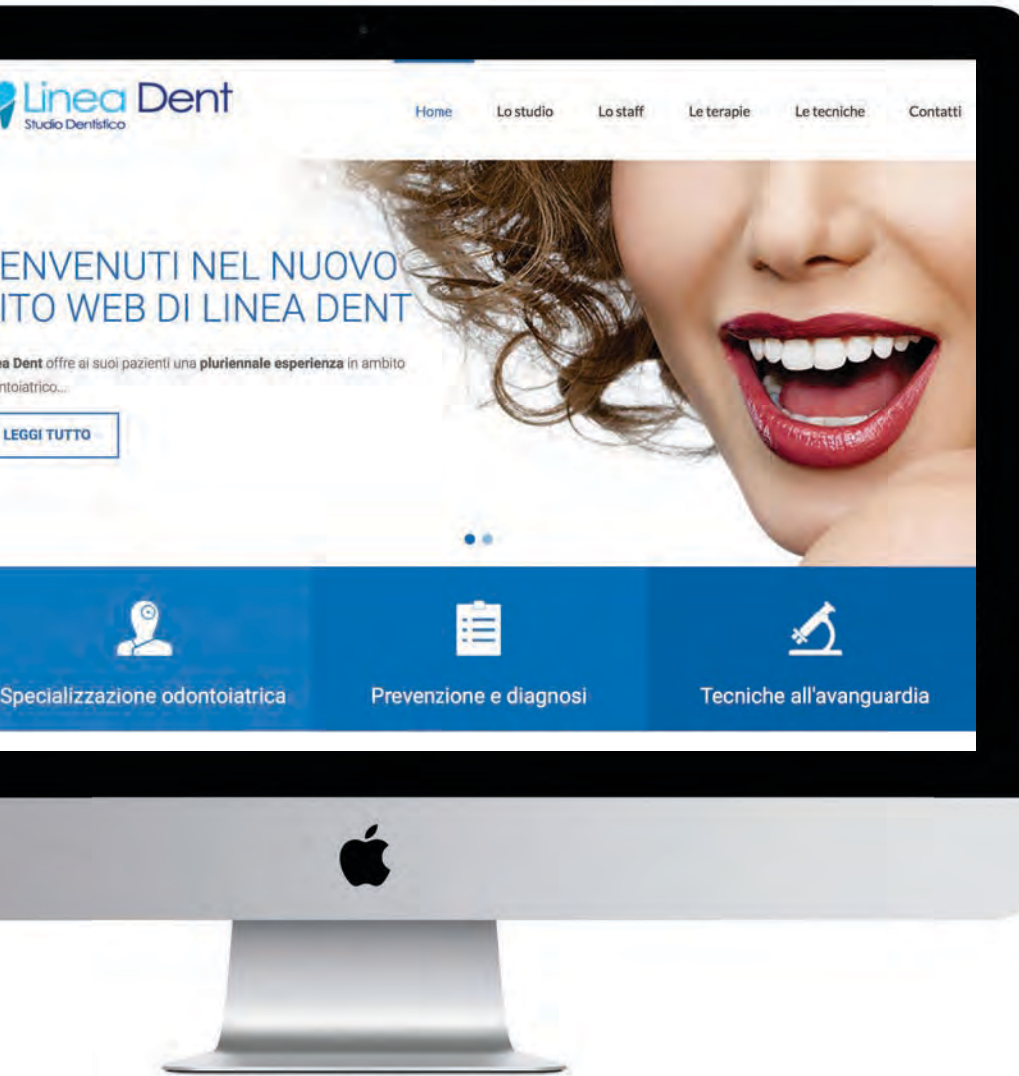 Linea Dent
Studio Dentistico
Home Lo studio Lo staff Le terapie Le tecniche Contatti
ENVENUTI NEL NUOVO
ITO WEB DI LINEA DENT
ea Dent offre ai suoi pazienti una pluriennale esperienza in ambito
ntoiatrico...
LEGGI TUTTO
Specializzazione odontoiatrica
Prevenzione e diagnosi
Tecniche all'avanguardia